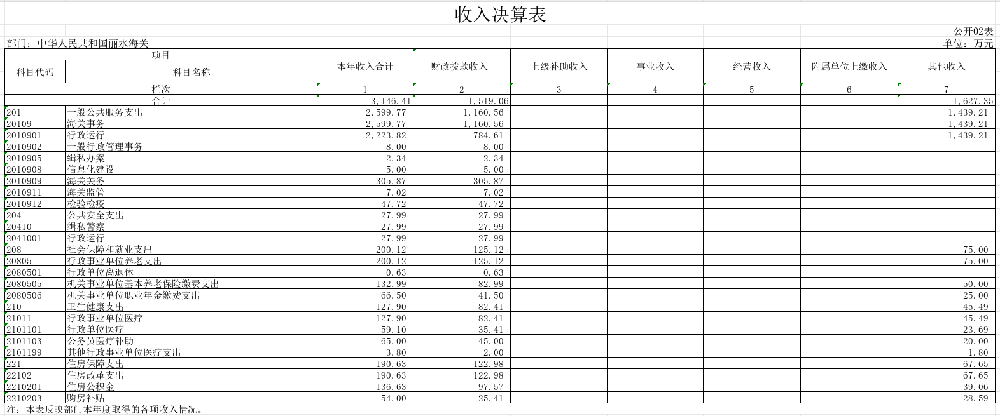 收入决算表
公开02表
部门：中华人民共和国丽水海关 单位：万元
项目 本年收入合计 财政拨款收入 上级补助收入 事业收入 经营收入 附属单位上缴收入 其他收入
科目代码 科目名称
栏次 1 2 3 4 5 6 7
合计 3,146.41 1,519.06 1,627.35
201 一般公共服务支出 2,599.77 1,160.56 1,439.21
20109 海关事务 2,599.77 1,160.56 1,439.21
2010901 行政运行 2,223.82 784.61 1,439.21
2010902 一般行政管理事务 8.00 8.00
2010905 缉私办案 2.34 2.34
2010908 信息化建设 5.00 5.00
2010909 海关关务 305.87 305.87
2010911 海关监管 7.02 7.02
2010912 检验检疫 47.72 47.72
204 公共安全支出 27.99 27.99
20410 缉私警察 27.99 27.99
2041001 行政运行 27.99 27.99
208 社会保障和就业支出 200.12 125.12 75.00
20805 行政事业单位养老支出 200.12 125.12 75.00
2080501 行政单位离退休 0.63 0.63
2080505 机关事业单位基本养老保险缴费支出 132.99 82.99 50.00
2080506 机关事业单位职业年金缴费支出 66.50 41.50 25.00
210 卫生健康支出 127.90 82.41 45.49
21011 行政事业单位医疗 127.90 82.41 45.49
2101101 行政单位医疗 59.10 35.41 23.69
2101103 公务员医疗补助 65.00 45.00 20.00
2101199 其他行政事业单位医疗支出 3.80 2.00 1.80
221 住房保障支出 190.63 122.98 67.65
22102 住房改革支出 190.63 122.98 67.65
2210201 住房公积金 136.63 97.57 39.06
2210203 购房补贴 54.00 25.41 28.59
注：本表反映部门本年度取得的各项收入情况。